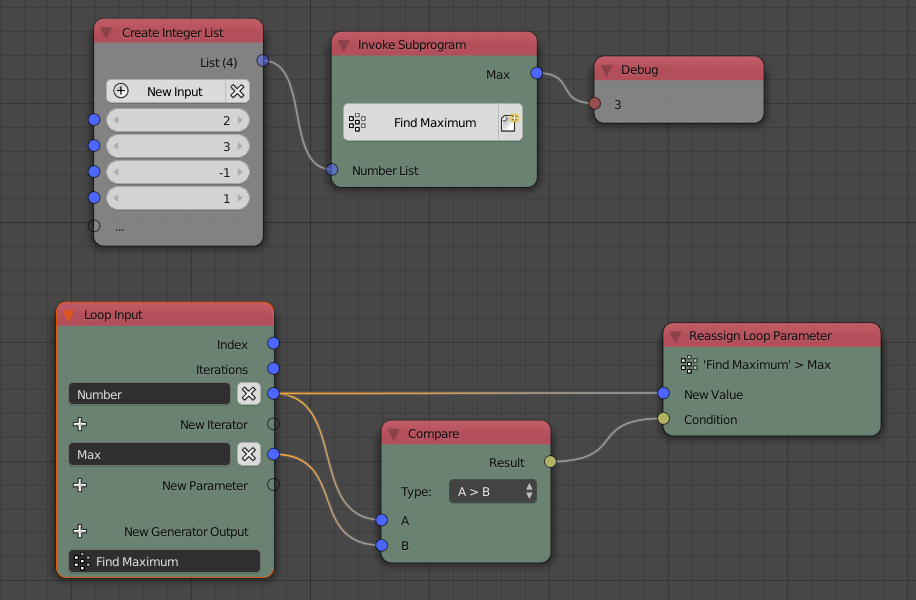 Create Integer List
List (4)
New Input
2
3
-1
1
...
Invoke Subprogram
Max
Find Maximum
Number List
Debug
3
Loop Input
Index
Iterations
Number
New Iterator
Max
New Parameter
New Generator Output
Find Maximum
Compare
Result
Type: A > B
A
B
Reassign Loop Parameter
'Find Maximum' > Max
New Value
Condition